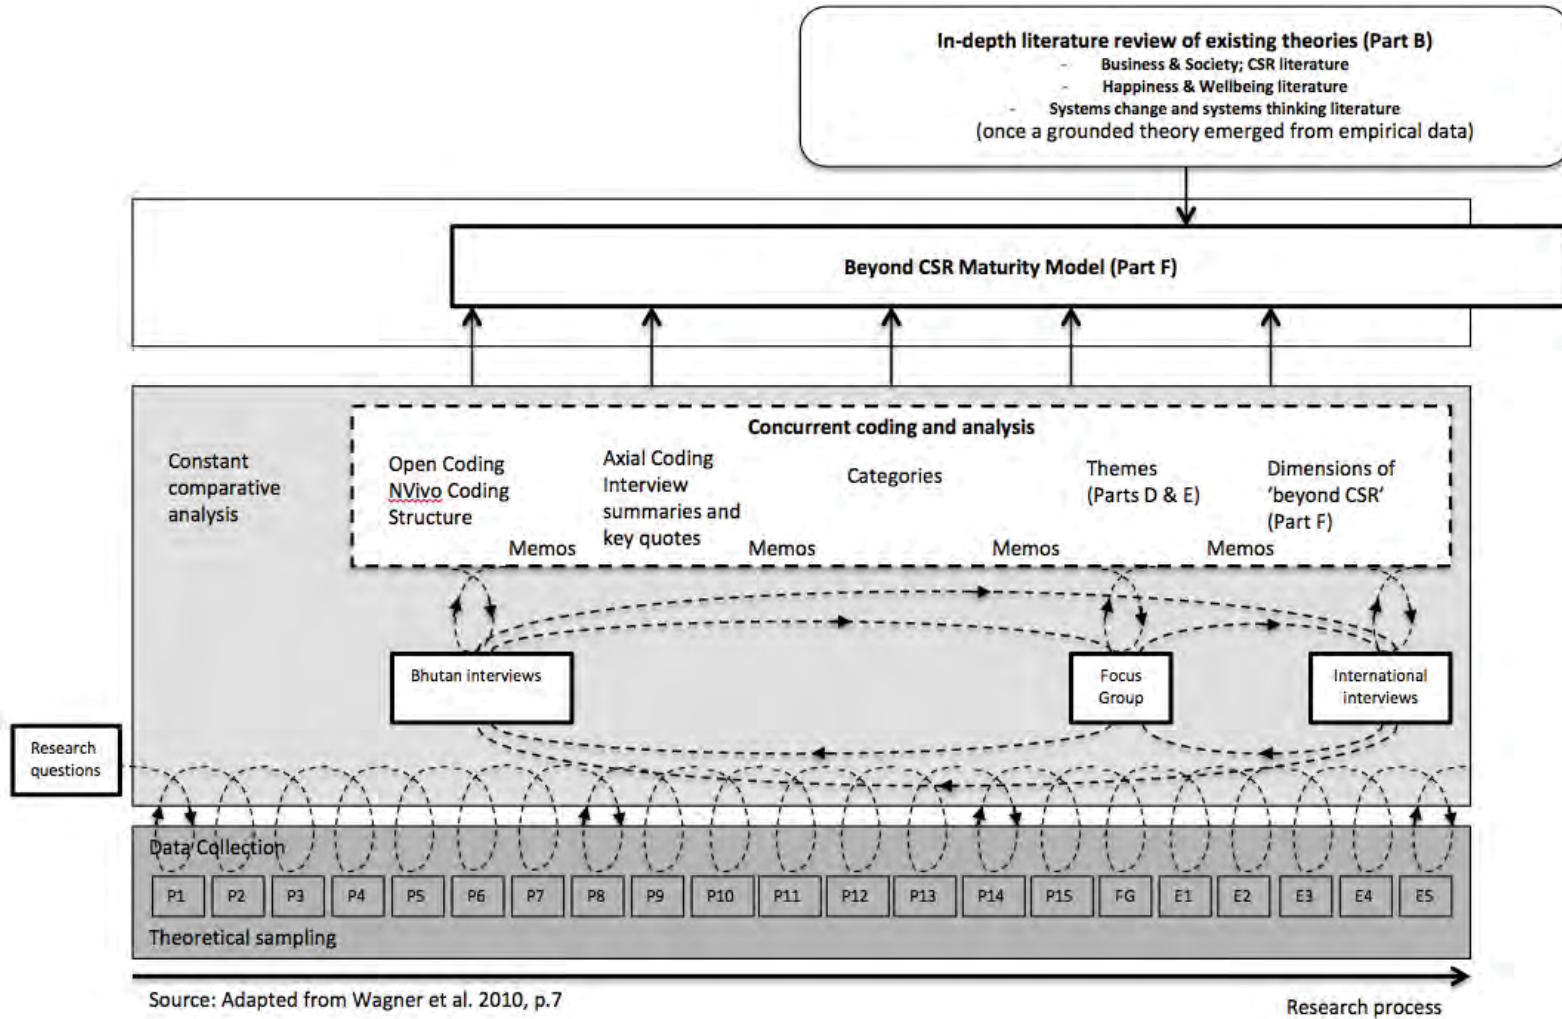 In-depth literature review of existing theories (Part B)
- Business & Society; CSR literature
- Happiness & Wellbeing literature
- Systems change and systems thinking literature
(once a grounded theory emerged from empirical data)
Beyond CSR Maturity Model (Part F)
Concurrent coding and analysis
Constant
comparative
analysis
Open Coding
NVivo Coding
Structure
Axial Coding
Interview
summaries and
key quotes
Categories
Themes
(Parts D & E)
Dimensions of
‘beyond CSR’
(Part F)
Memos
Memos
Memos
Memos
Bhutan interviews
Focus
Group
International
interviews
Research
questions
Data Collection
P1
P2
P3
P4
P5
P6
P7
P8
P9
P10
P11
P12
P13
P14
P15
FG
E1
E2
E3
E4
E5
Theoretical sampling
Source: Adapted from Wagner et al. 2010, p.7
Research process